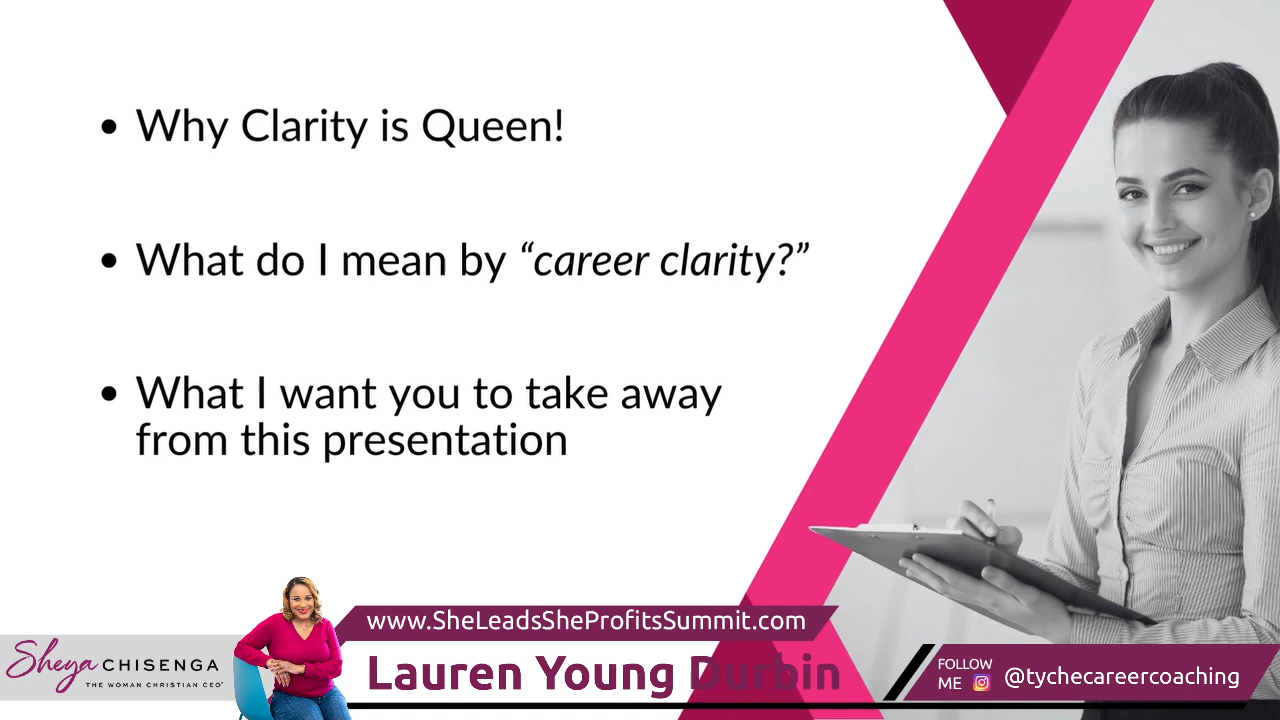 • Why Clarity is Queen!
• What do I mean by “career clarity?”
• What I want you to take away
from this presentation
www.SheLeadsSheProfitsSummit.com
Sheya CHISENGA
THE WOMAN CHRISTIAN CEO
Lauren Young Durbin
FOLLOW
ME
@tychecareercoaching